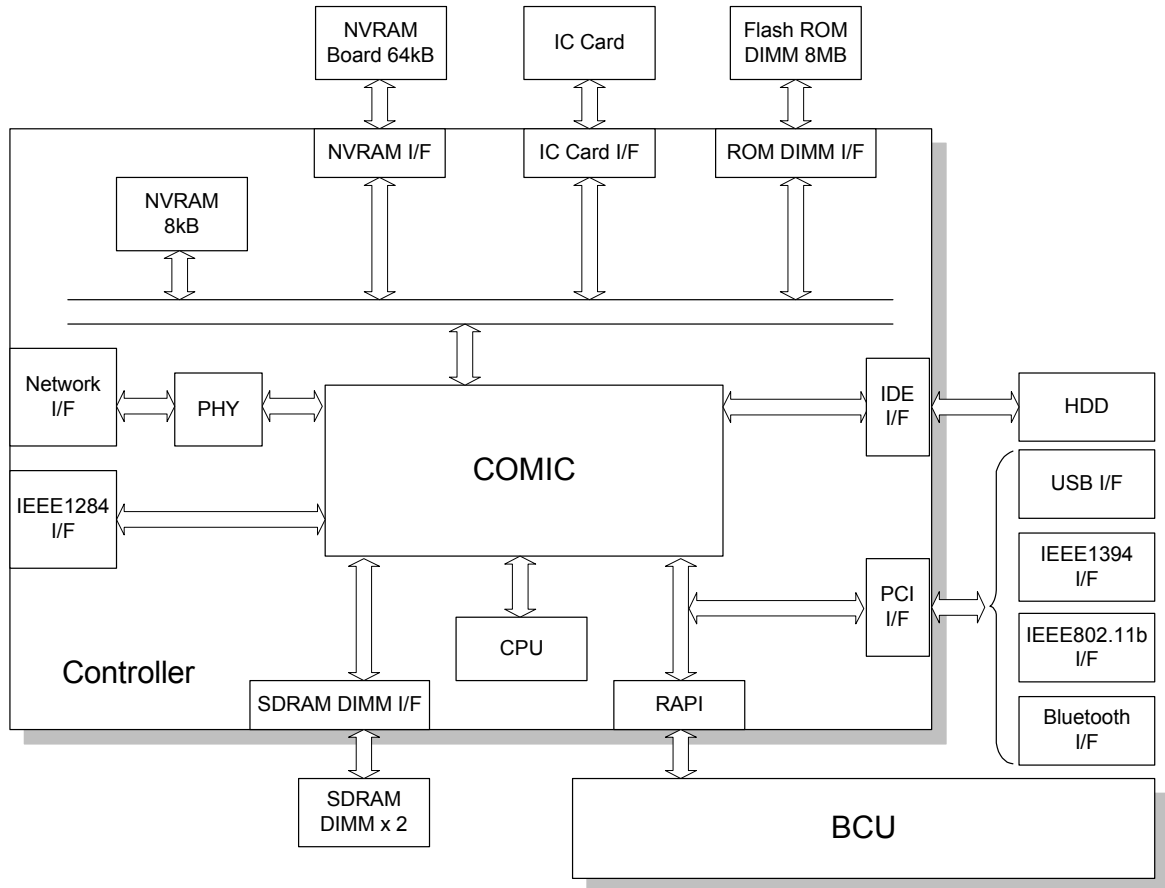 NVRAM
Board 64kB
IC Card
Flash ROM
DIMM 8MB
NVRAM I/F
IC Card I/F
ROM DIMM I/F
NVRAM
8kB
Network
I/F
PHY
COMIC
IDE
I/F
HDD
IEEE1284
I/F
USB I/F
IEEE1394
I/F
PCI
I/F
IEEE802.11b
I/F
CPU
Controller
SDRAM DIMM I/F
RAPI
Bluetooth
I/F
SDRAM
DIMM x 2
BCU